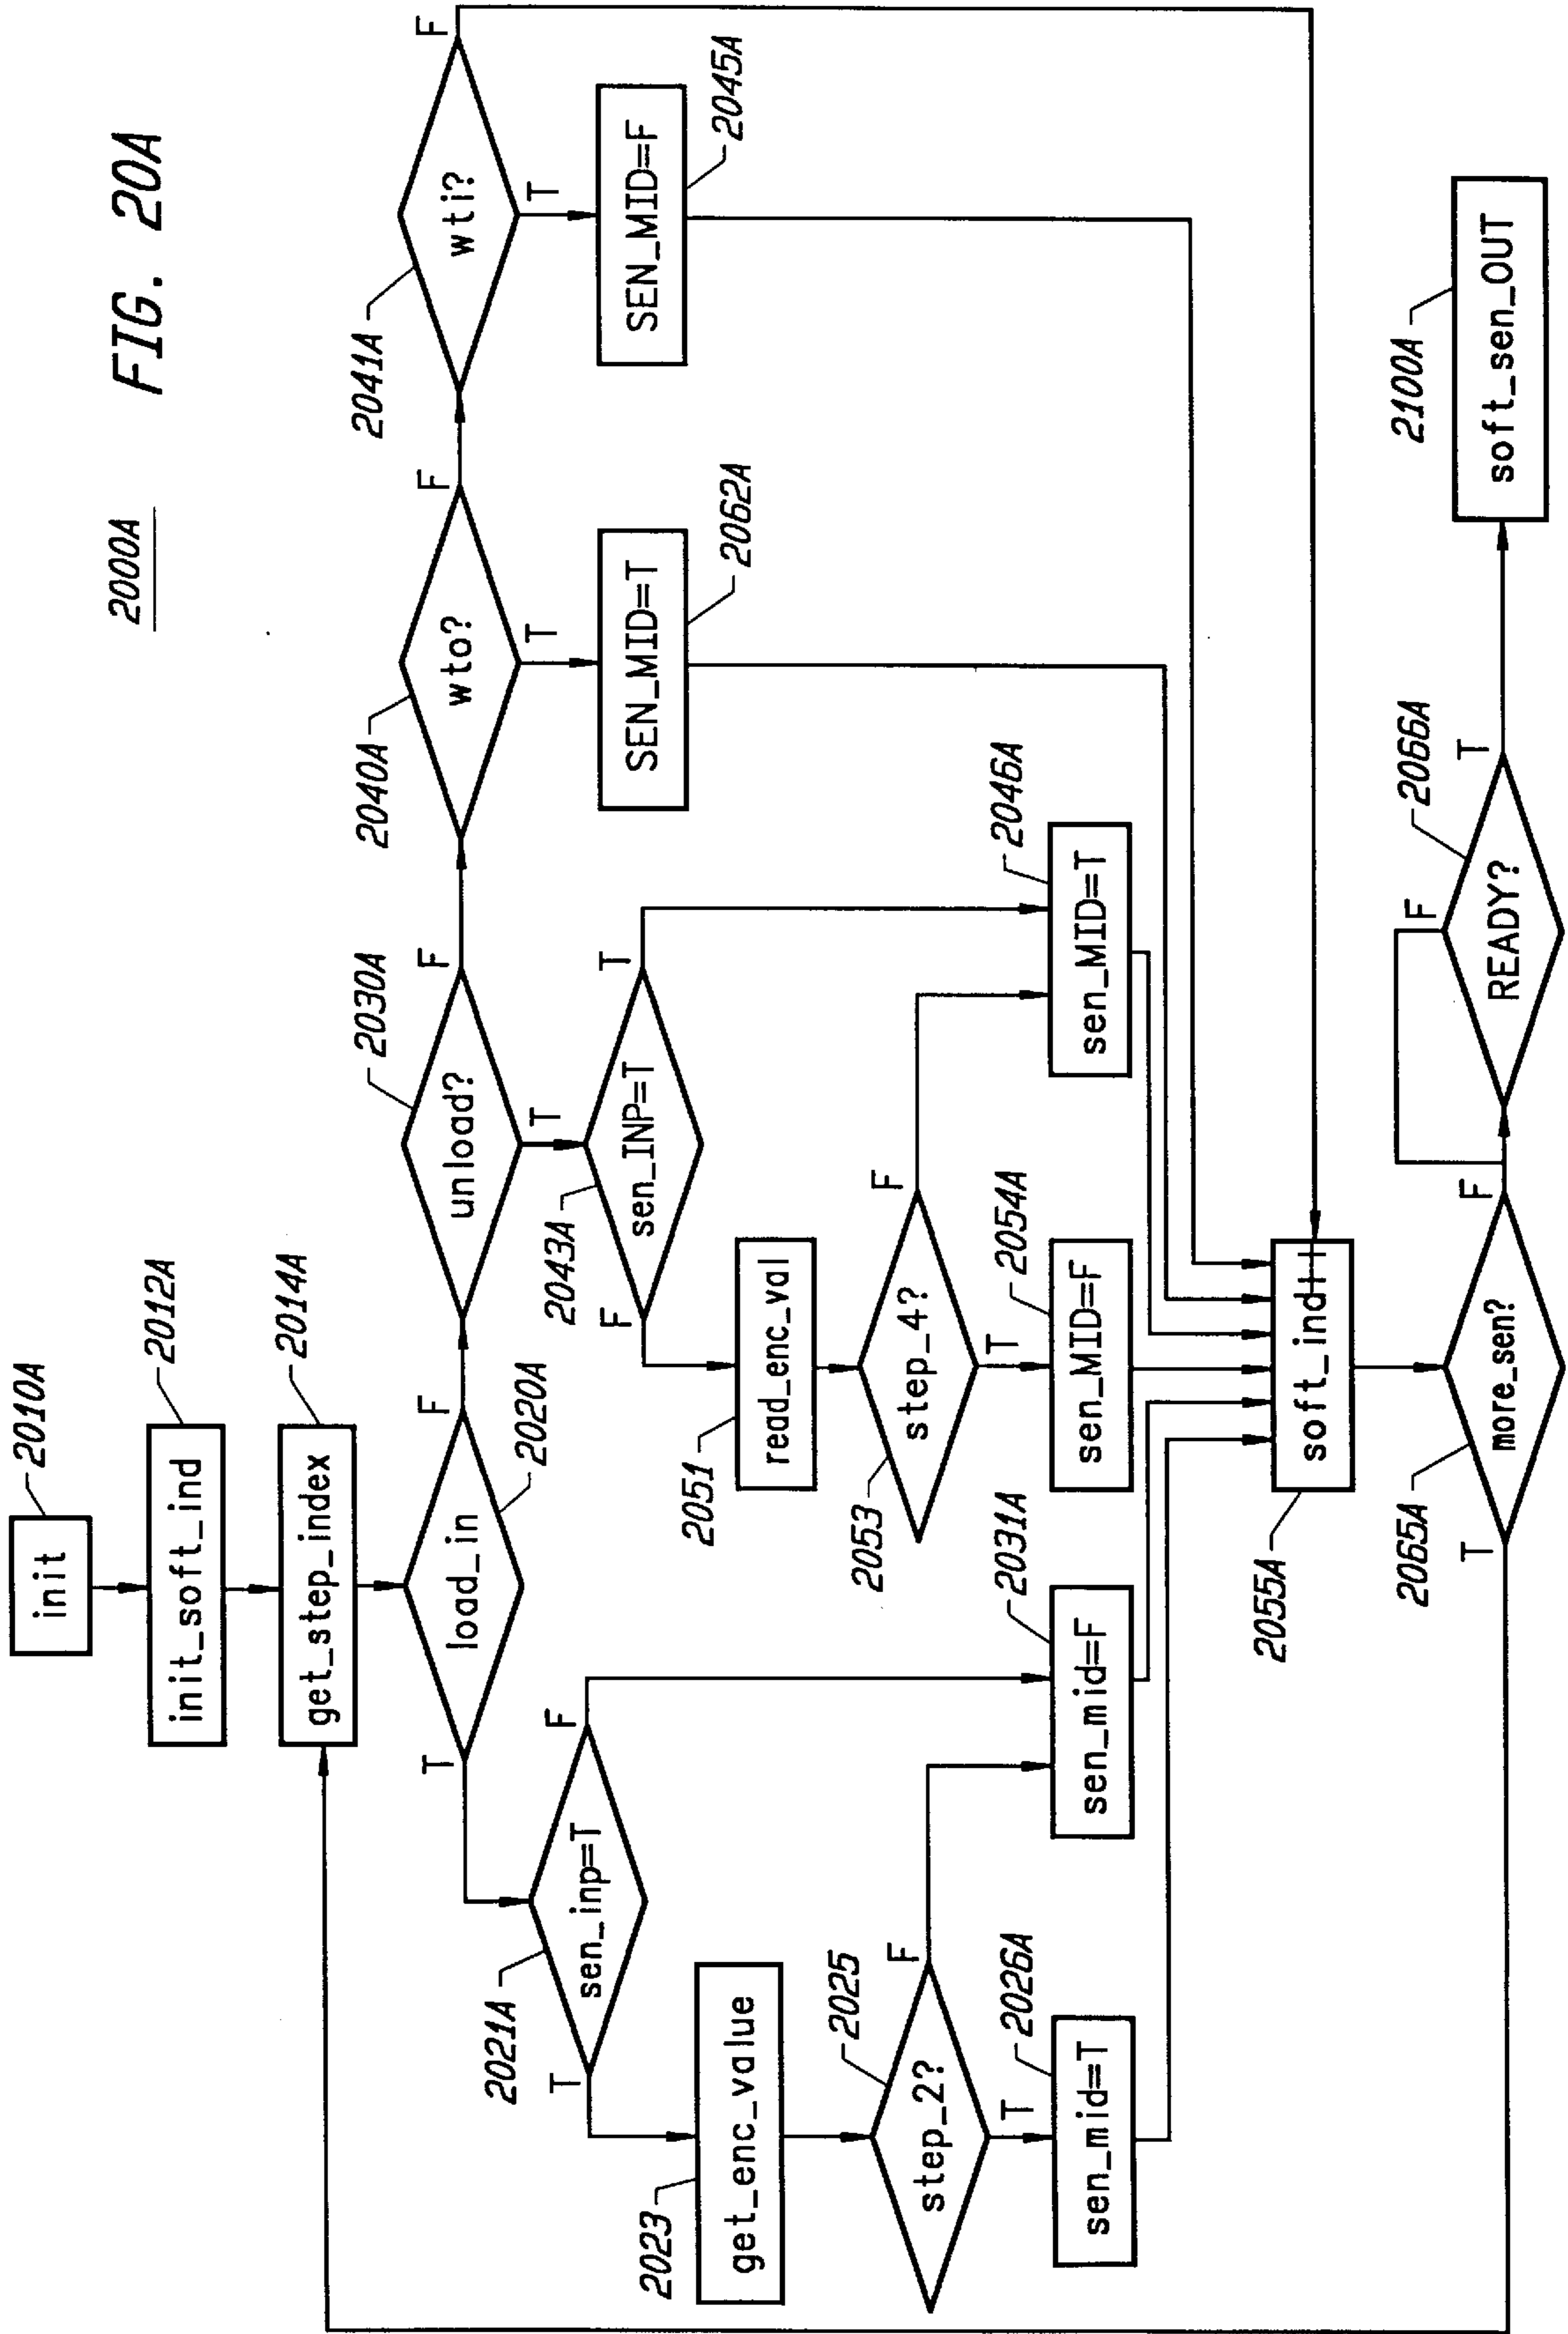 2000A FIG. 20A
init
2010A
init_soft_ind
2012A
get_step_index
2014A
load_in
2020A
T
F
unload?
2030A
T
F
wto?
2040A
T
F
wti?
2041A
T
F
sen_inp=T
2021A
T
F
sen_INP=T
2043A
F
T
SEN_MID=T
2062A
SEN_MID=F
2045A
get_enc_value
2023
read_enc_val
2051
step_2?
2025
T
F
step_4?
2053
T
F
sen_mid=T
2026A
sen_mid=F
2031A
sen_MID=F
2054A
sen_MID=T
2046A
soft_ind++
2055A
more_sen?
2065A
T
F
READY?
2066A
F
T
soft_sen_OUT
2100A